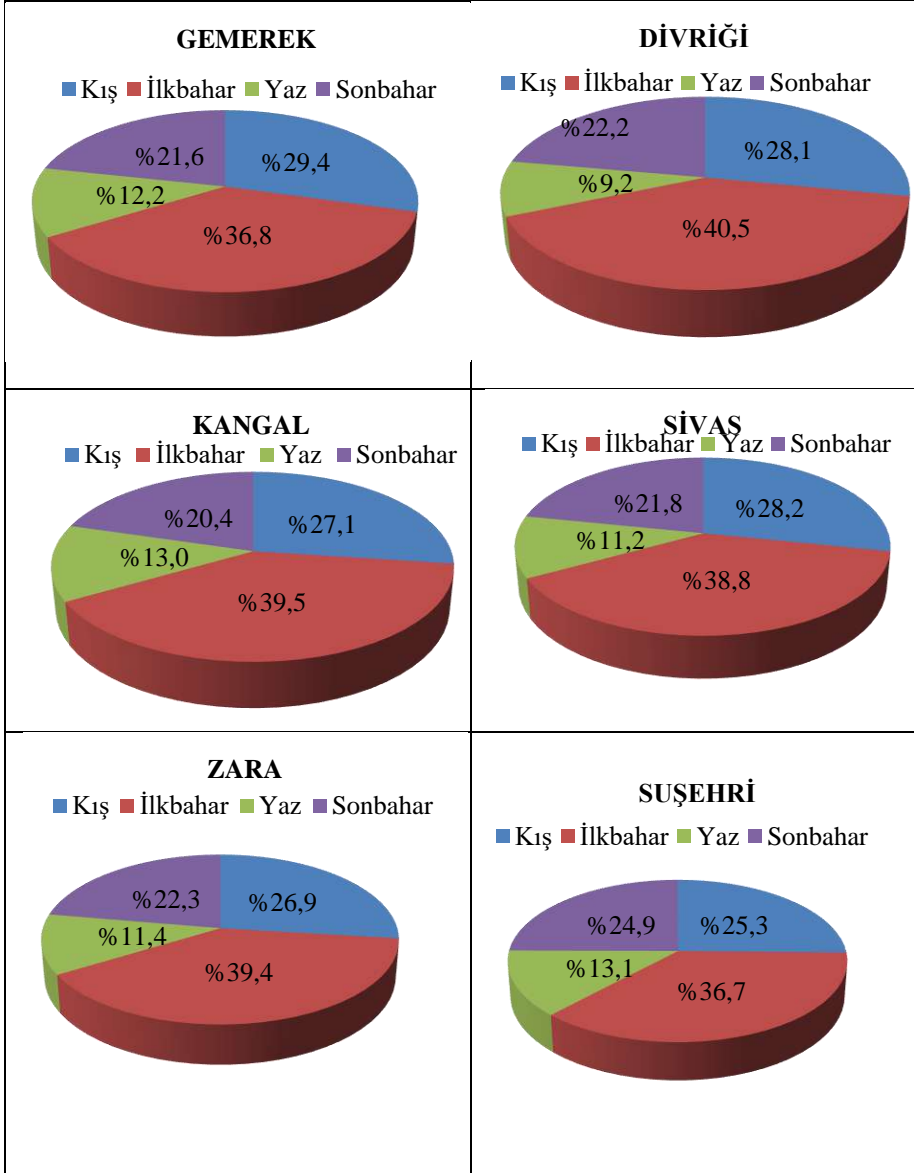 GEMEREK
Kış İlkbahar Yaz Sonbahar
%21,6 %29,4
%12,2
%36,8
DİVRİĞİ
Kış İlkbahar Yaz Sonbahar
%22,2 %28,1
%9,2
%40,5
KANGAL
Kış İlkbahar Yaz Sonbahar
%20,4 %27,1
%13,0
%39,5
SİVAS
Kış İlkbahar Yaz Sonbahar
%21,8 %28,2
%11,2
%38,8
ZARA
Kış İlkbahar Yaz Sonbahar
%22,3 %26,9
%11,4
%39,4
SUŞEHRİ
Kış İlkbahar Yaz Sonbahar
%24,9 %25,3
%13,1
%36,7